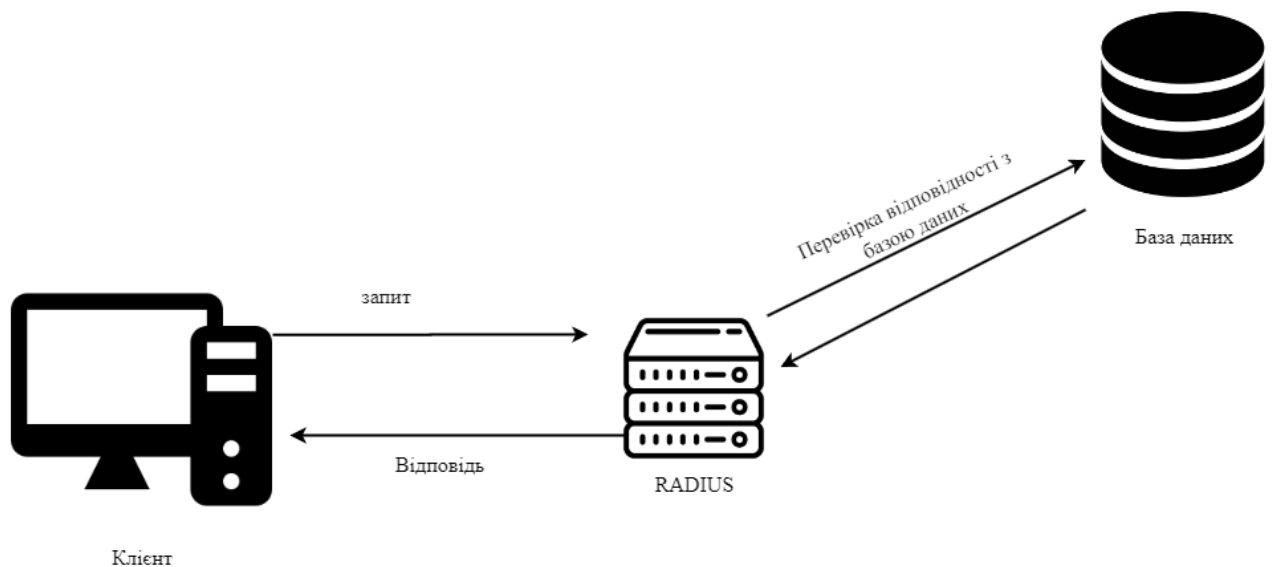 Перевірка відповідності з
базою даних
База даних
запит
Відповідь
RADIUS
Клієнт